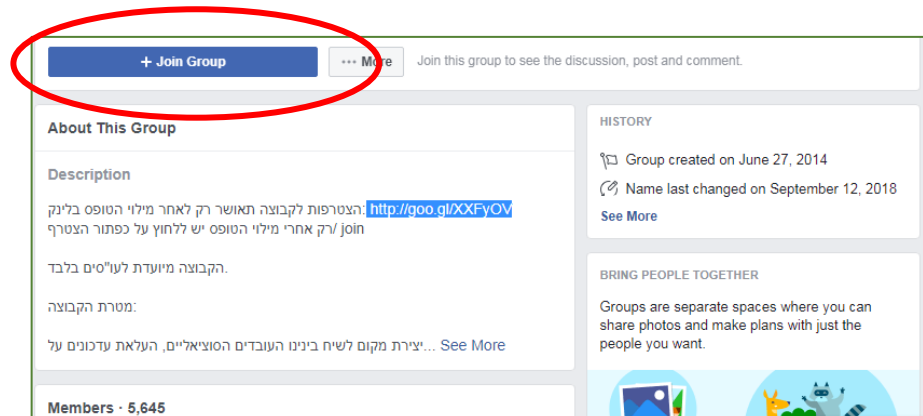 + Join Group
... More
Join this group to see the discussion, post and comment.
About This Group
Description
הצטרפות לקבוצה תאושר רק לאחר מילוי הטופס בלינק: http://goo.gl/XXFyOV
רק אחרי מילוי הטופס יש ללחוץ על כפתור הצטרף/ join
הקבוצה מיועדת לעו"סים בלבד.
מטרת הקבוצה:
יצירת מקום לשיח בינינו העובדים הסוציאליים, העלאת עדכונים על... See More
Members · 5,645
HISTORY
Group created on June 27, 2014
Name last changed on September 12, 2018
See More
BRING PEOPLE TOGETHER
Groups are separate spaces where you can
share photos and make plans with just the
people you want.